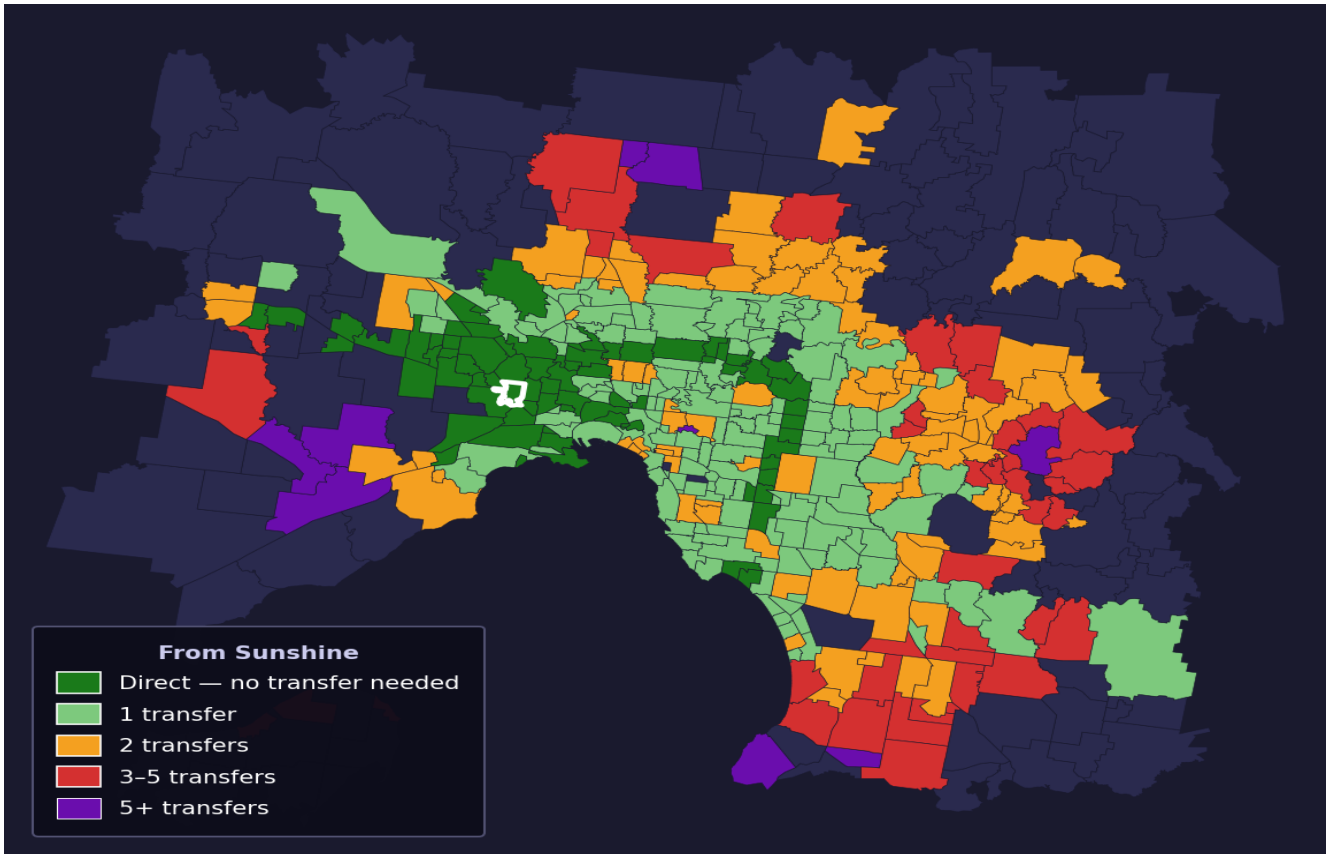 From Sunshine
Direct — no transfer needed
1 transfer
2 transfers
3–5 transfers
5+ transfers